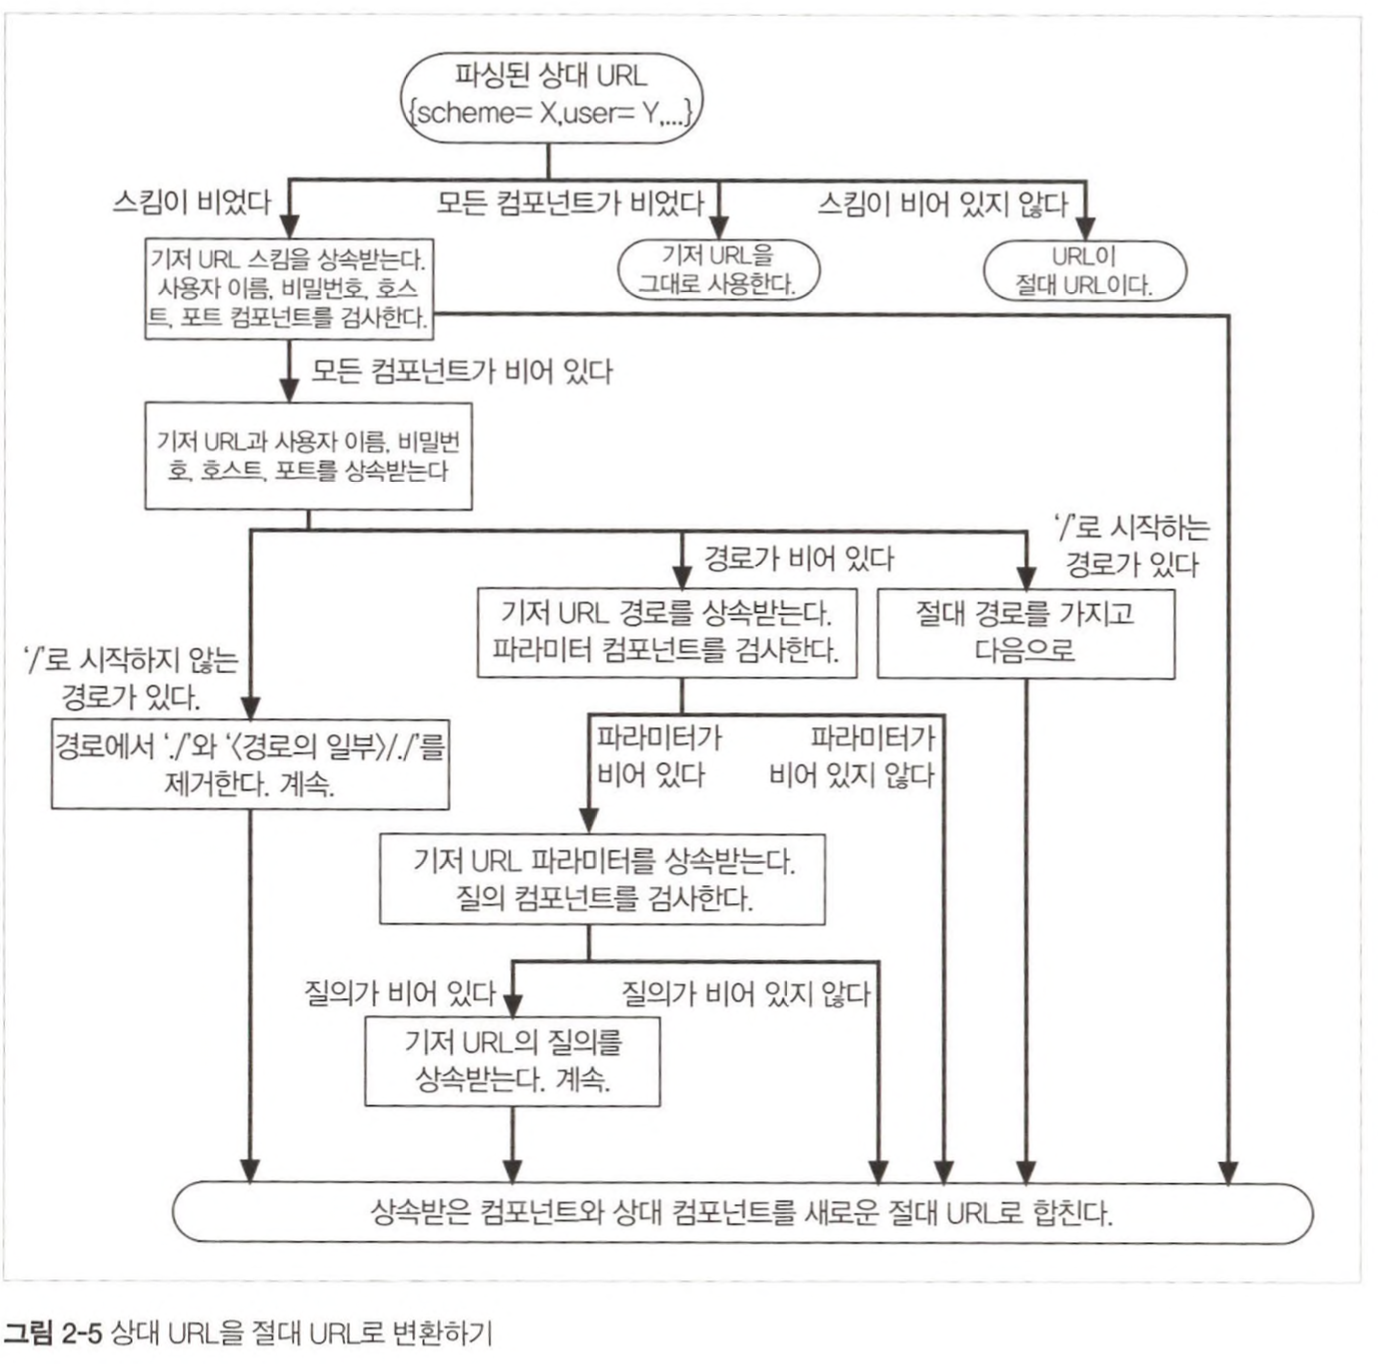 파싱된 상대 URL
{scheme= X,user= Y,...}
스킴이 비었다
모든 컴포넌트가 비었다
스킴이 비어 있지 않다
기저 URL 스킴을 상속받는다.
사용자 이름, 비밀번호, 호스
트, 포트 컴포넌트를 검사한다.
기저 URL을
그대로 사용한다.
URL이
절대 URL이다.
모든 컴포넌트가 비어 있다
기저 URL과 사용자 이름, 비밀번
호, 호스트, 포트를 상속받는다
'/'로 시작하지 않는
경로가 있다.
경로가 비어 있다
'/'로 시작하는
경로가 있다
경로에서 './'와 '〈경로의 일부〉/./'를
제거한다. 계속.
기저 URL 경로를 상속받는다.
파라미터 컴포넌트를 검사한다.
절대 경로를 가지고
다음으로
파라미터가
비어 있다
파라미터가
비어 있지 않다
기저 URL 파라미터를 상속받는다.
질의 컴포넌트를 검사한다.
질의가 비어 있다
질의가 비어 있지 않다
기저 URL의 질의를
상속받는다. 계속.
상속받은 컴포넌트와 상대 컴포넌트를 새로운 절대 URL로 합친다.
그림 2-5 상대 URL을 절대 URL로 변환하기